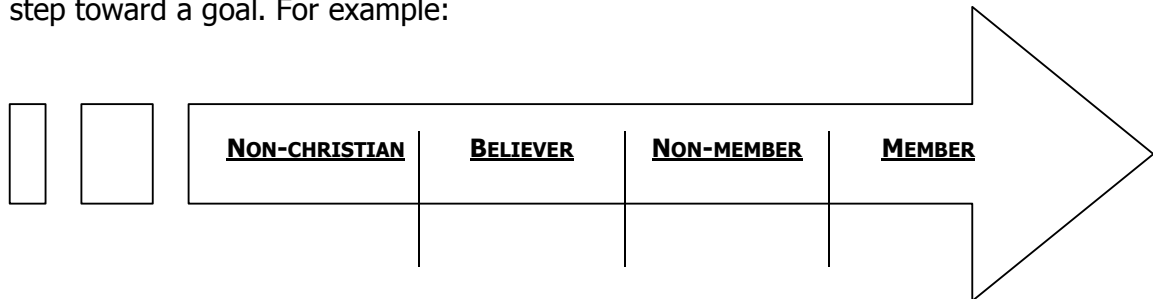 step toward a goal. For example:
NON-CHRISTIAN BELIEVER NON-MEMBER MEMBER